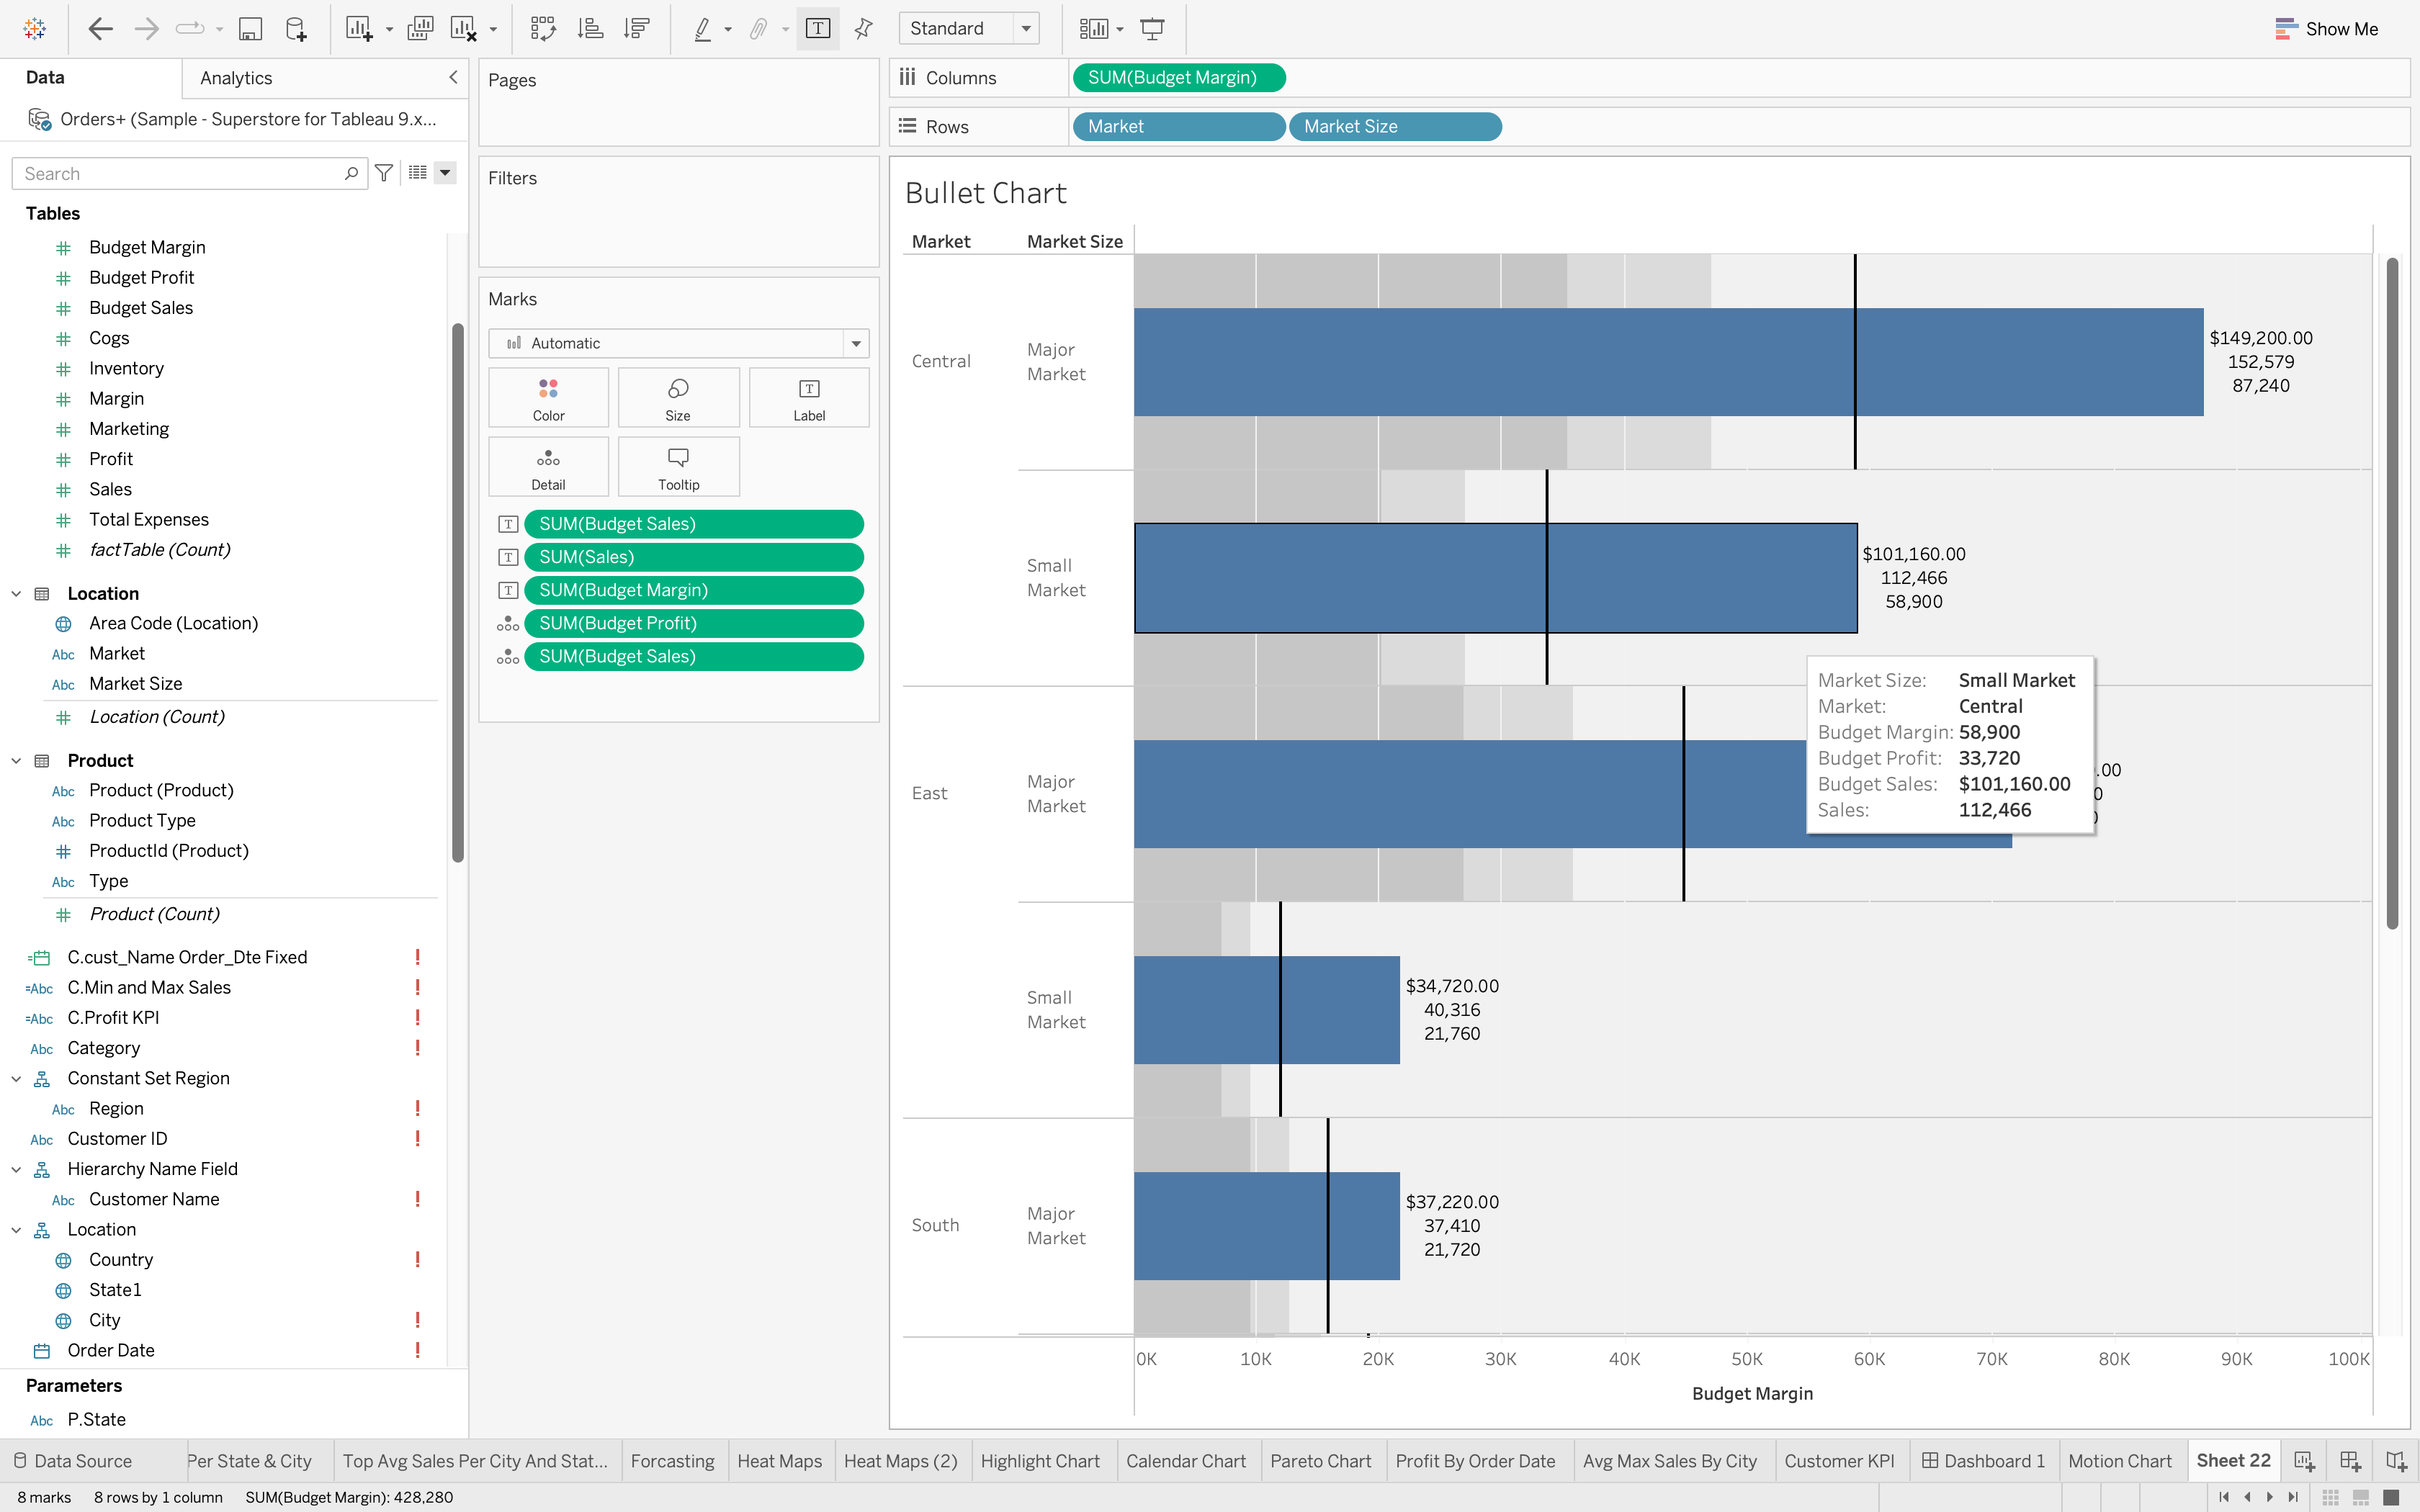 Standard
Show Me
Data
Analytics
Orders+ (Sample - Superstore for Tableau 9.x...
Search
Tables
Budget Margin
Budget Profit
Budget Sales
Cogs
Inventory
Margin
Marketing
Profit
Sales
Total Expenses
factTable (Count)
Location
Area Code (Location)
Abc Market
Abc Market Size
Location (Count)
Product
Abc Product (Product)
Abc Product Type
ProductId (Product)
Abc Type
Product (Count)
C.cust_Name Order_Dte Fixed !
=Abc C.Min and Max Sales !
=Abc C.Profit KPI !
Abc Category !
Constant Set Region
Abc Region !
Abc Customer ID !
Hierarchy Name Field
Abc Customer Name !
Location
Country !
State1
City !
Order Date !
Parameters
Abc P.State
Pages
Filters
Marks
Automatic
Color
Size
T
Label
Detail
Tooltip
T SUM(Budget Sales)
T SUM(Sales)
T SUM(Budget Margin)
SUM(Budget Profit)
SUM(Budget Sales)
Columns
SUM(Budget Margin)
Rows
Market
Market Size
Bullet Chart
Market
Market Size
Central
Major
Market
$149,200.00
152,579
87,240
Small
Market
$101,160.00
112,466
58,900
East
Major
Market
.00
Market Size: Small Market
Market: Central
Budget Margin: 58,900
Budget Profit: 33,720
Budget Sales: $101,160.00
Sales: 112,466
Small
Market
$34,720.00
40,316
21,760
South
Major
Market
$37,220.00
37,410
21,720
0K 10K 20K 30K 40K 50K 60K 70K 80K 90K 100K
Budget Margin
Data Source
Per State & City
Top Avg Sales Per City And Stat...
Forcasting
Heat Maps
Heat Maps (2)
Highlight Chart
Calendar Chart
Pareto Chart
Profit By Order Date
Avg Max Sales By City
Customer KPI
Dashboard 1
Motion Chart
Sheet 22
8 marks
8 rows by 1 column
SUM(Budget Margin): 428,280